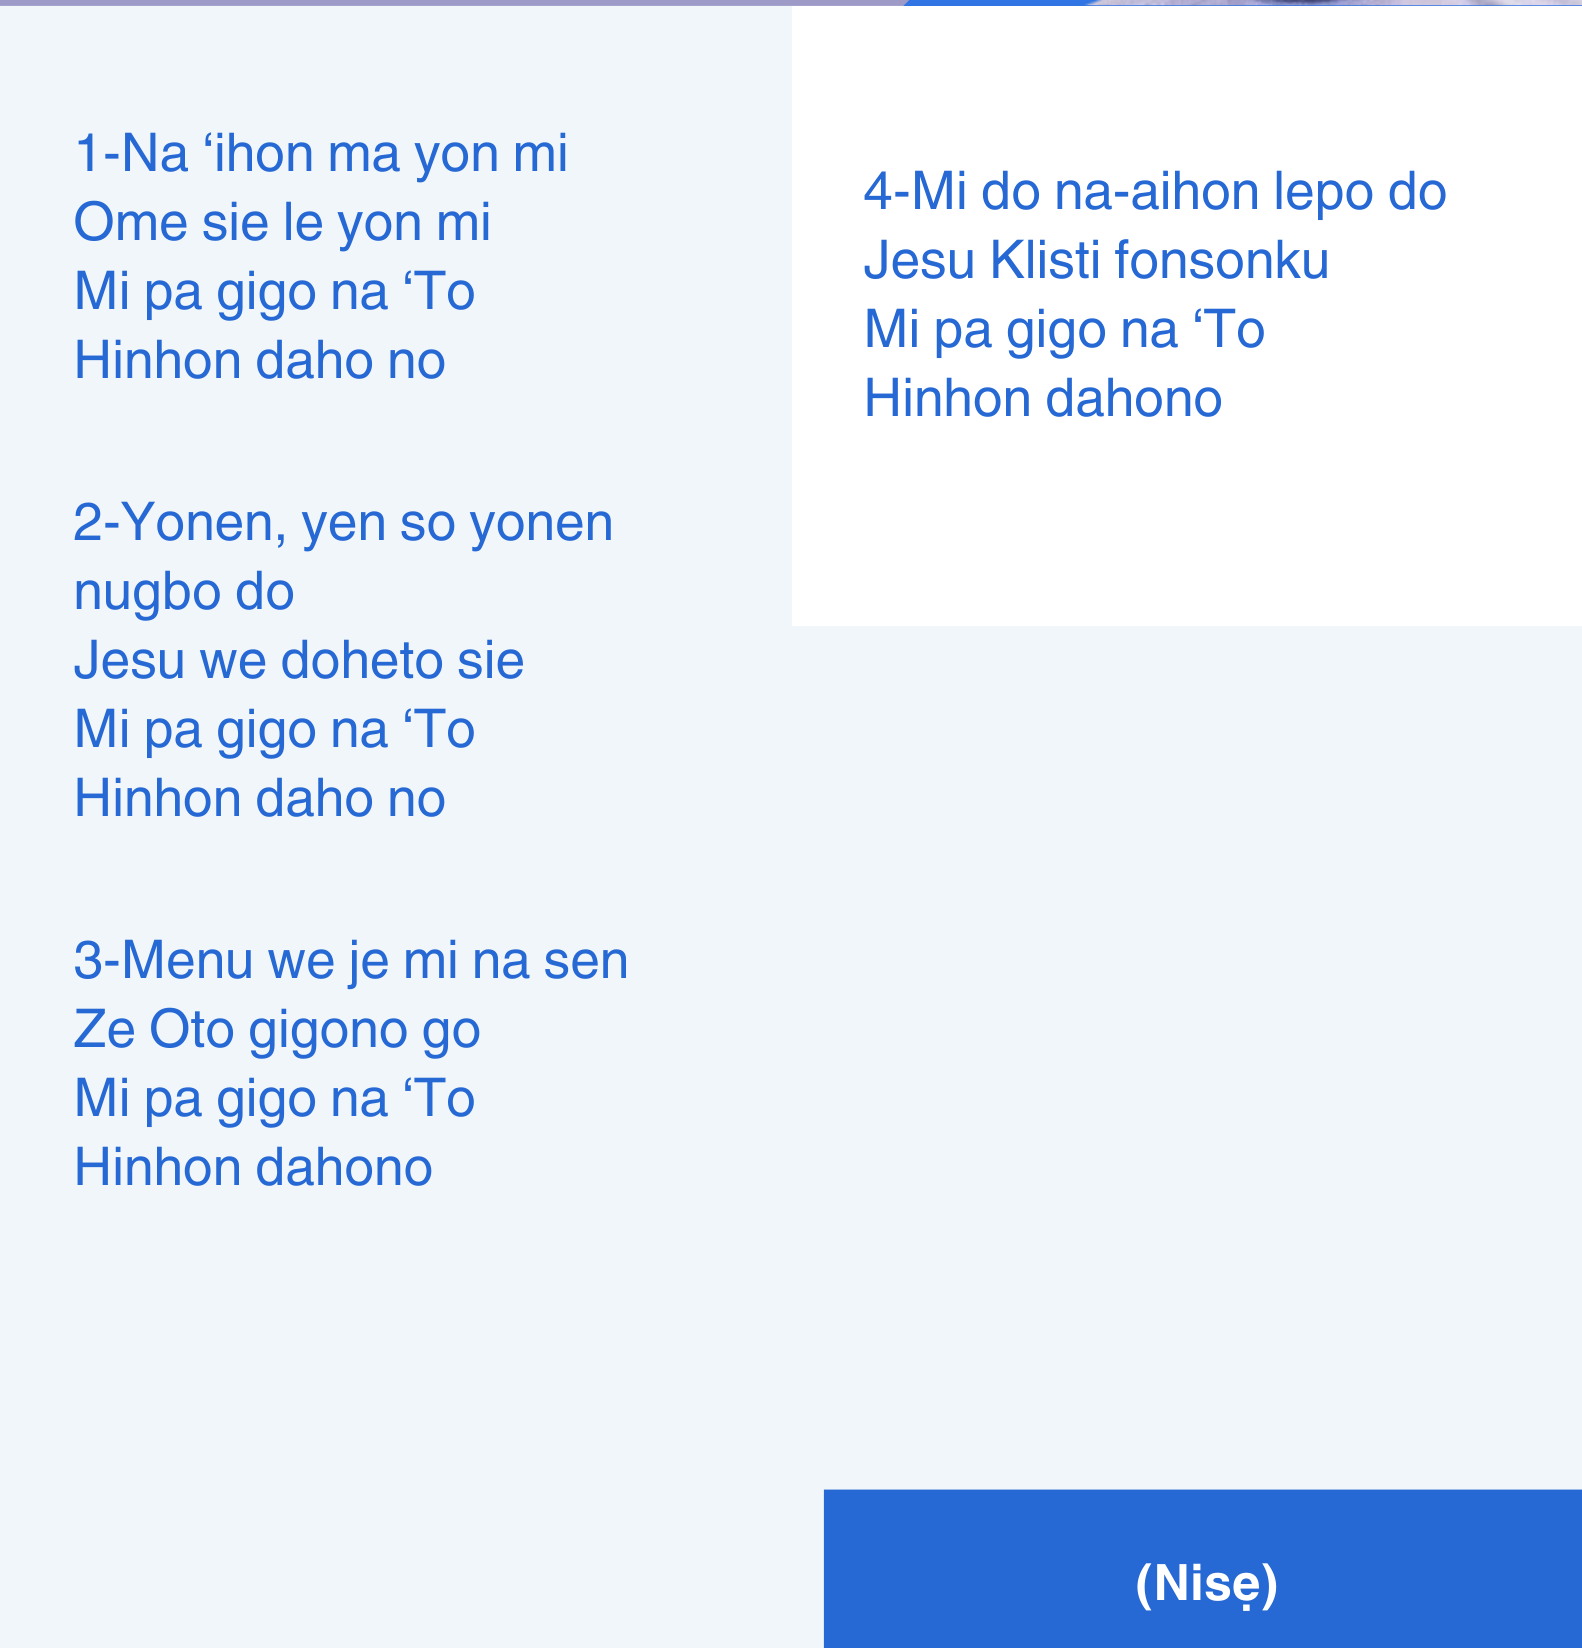 1-Na ‘ihon ma yon mi
Ome sie le yon mi
Mi pa gigo na ‘To
Hinhon daho no
2-Yonen, yen so yonen
nugbo do
Jesu we doheto sie
Mi pa gigo na ‘To
Hinhon daho no
3-Menu we je mi na sen
Ze Oto gigono go
Mi pa gigo na ‘To
Hinhon dahono
4-Mi do na-aihon lepo do
Jesu Klisti fonsonku
Mi pa gigo na ‘To
Hinhon dahono
(Nisẹ)